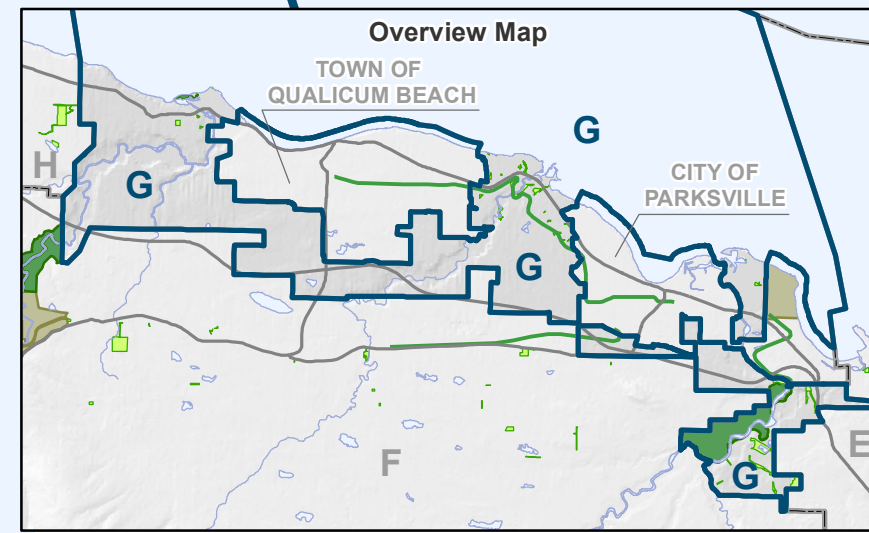 Overview Map
TOWN OF
QUALICUM BEACH
G
CITY OF
PARKSVILLE
H
G
G
F
E
G